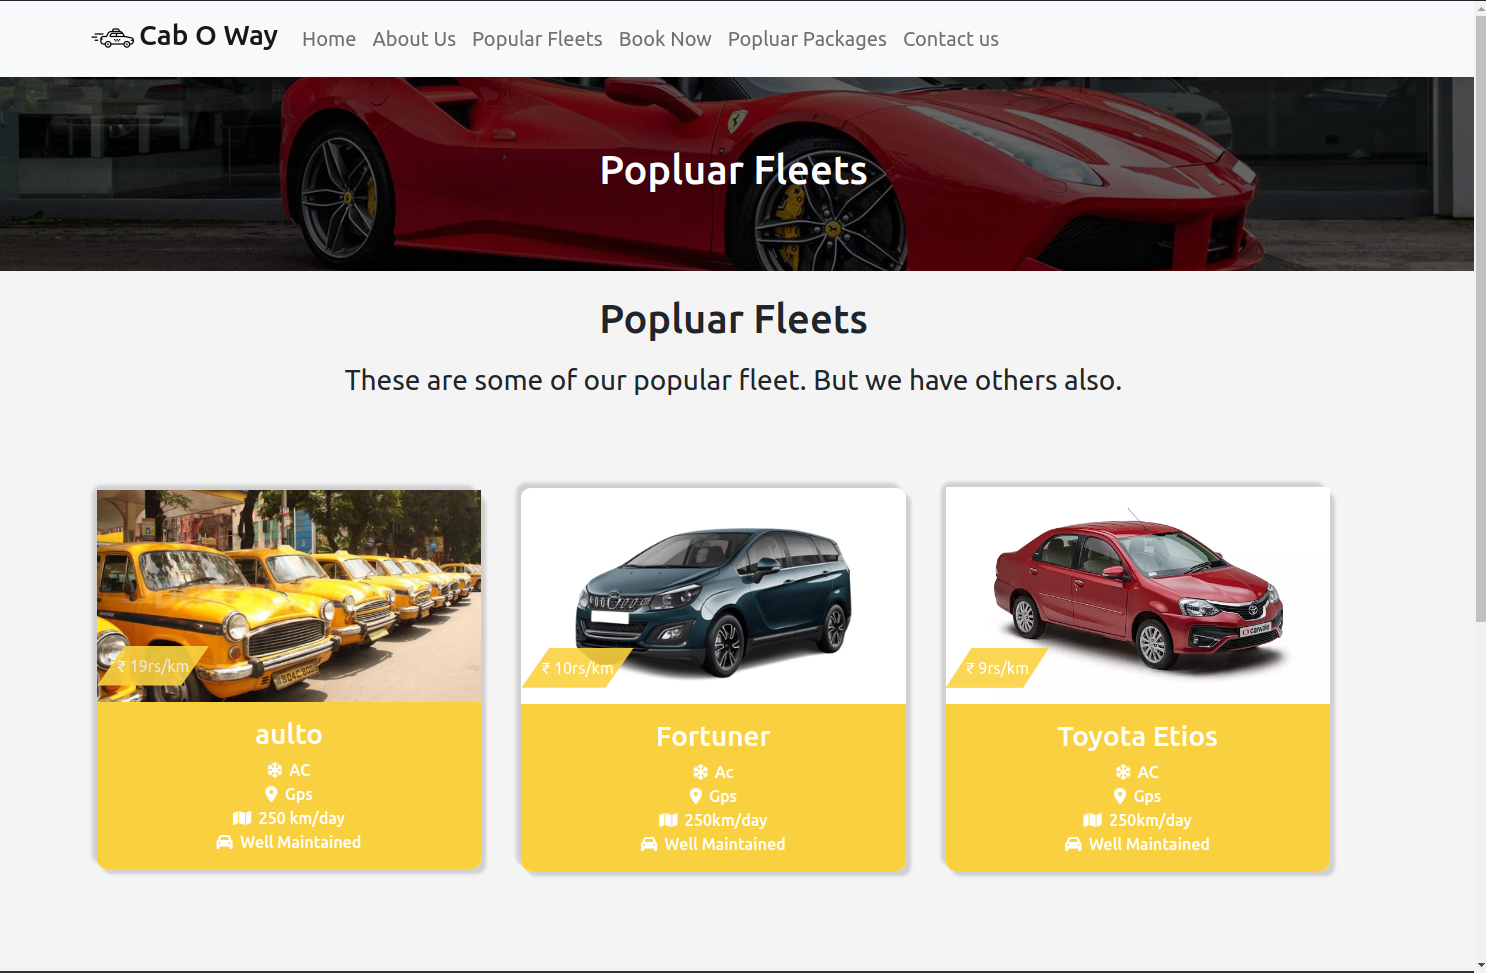 Cab O Way
Home About Us Popular Fleets Book Now Popluar Packages Contact us
Popluar Fleets
Popluar Fleets
These are some of our popular fleet. But we have others also.
₹ 19rs/km
aulto
AC
Gps
250 km/day
Well Maintained
₹ 10rs/km
Fortuner
Ac
Gps
250km/day
Well Maintained
carwale
₹ 9rs/km
Toyota Etios
AC
Gps
250km/day
Well Maintained